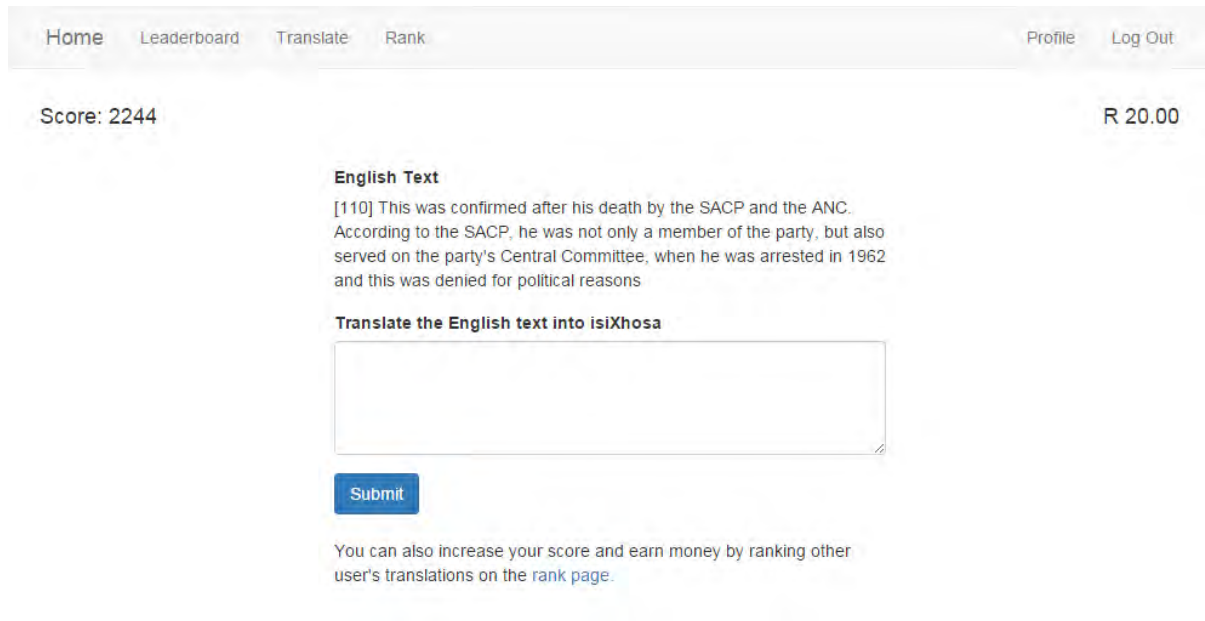 Home Leaderboard Translate Rank Profile Log Out
Score: 2244 R 20.00
English Text
[110] This was confirmed after his death by the SACP and the ANC.
According to the SACP, he was not only a member of the party, but also
served on the party's Central Committee, when he was arrested in 1962
and this was denied for political reasons
Translate the English text into isiXhosa
Submit
You can also increase your score and earn money by ranking other
user's translations on the rank page.